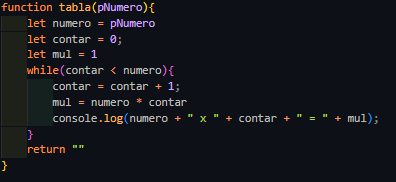 function tabla(pNumero){
    let numero = pNumero
    let contar = 0;
    let mul = 1
    while(contar < numero){
        contar = contar + 1;
        mul = numero * contar
        console.log(numero + " x " + contar + " = " + mul);
    }
    return ""
}